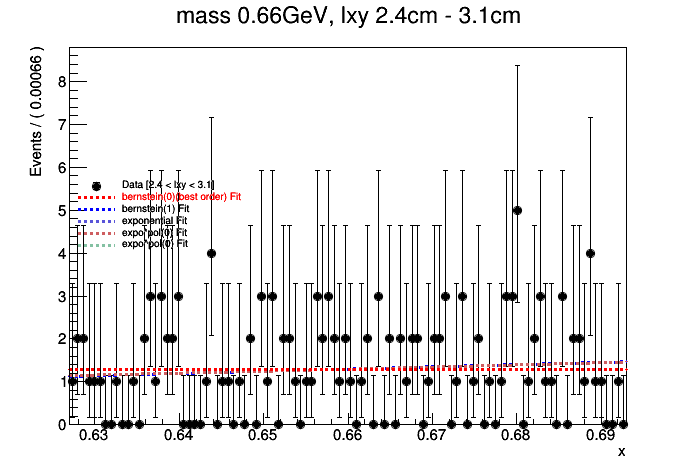 mass 0.66GeV, lxy 2.4cm - 3.1cm
Events / ( 0.00066 )
8
7
6
5
4
3
2
1
0
Data [2.4 < lxy < 3.1]
bernstein(0)(best order) Fit
bernstein(1) Fit
exponential Fit
expo*pol(0) Fit
expo*pol(0) Fit
0.63 0.64 0.65 0.66 0.67 0.68 0.69
x